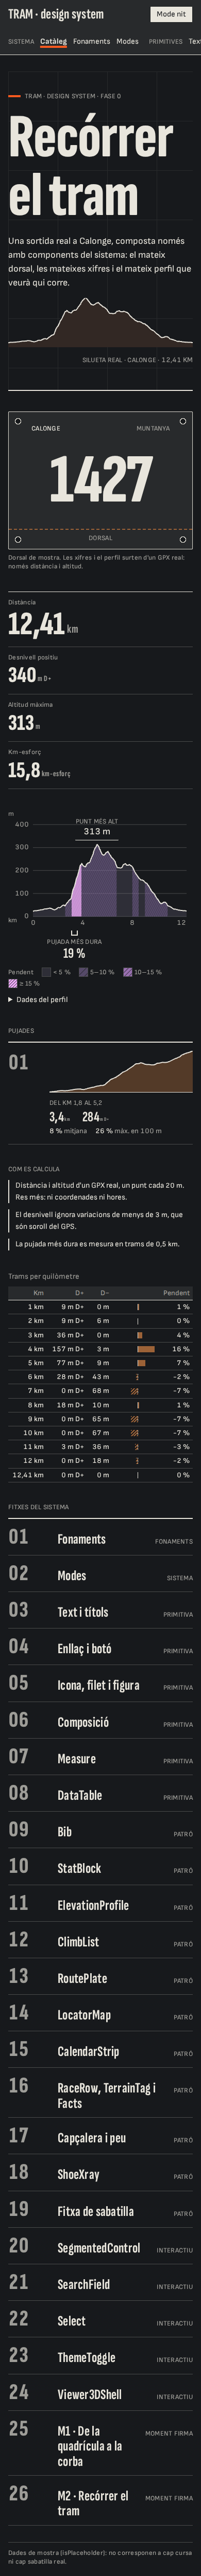 TRAM · design system
Mode nit
SISTEMA Catàleg Fonaments Modes PRIMITIVES
TRAM · DESIGN SYSTEM · FASE 0
Recórrer
el tram
Una sortida real a Calonge, composta només
amb components del sistema: el mateix
dorsal, les mateixes xifres i el mateix perfil que
veurà qui corre.
SILUETA REAL · CALONGE · 12,41 KM
CALONGE
MUNTANYA
1427
DORSAL
Dorsal de mostra. Les xifres i el perfil surten d'un GPX real:
només distància i altimud.
Distància
12,41 km
Desnivell positiu
340 m D+
Altitud màxima
313 m
Km-esforç
15,8 km-esforç
m
PUNT MÉS ALT
313 m
400
300
200
100
0
km
0 4 8 12
PUJADA MÉS DURA
19 %
Pendent < 5 % 5–10 % 10–15 %
≥ 15 %
Dades del perfil
PUJADES
01
DEL KM 1,8 AL 5,2
3,4 km 284 m D+
8 % mitjana 26 % màx. en 100 m
COM ES CALCULA
Distància i altitud d'un GPX real, un punt cada 20 m.
Res més: ni coordenades ni hores.
El desnivell ignora variacions de menys de 3 m, que
són soroll del GPS.
La pujada més dura es mesura en trams de 0,5 km.
Trams per quilòmetre
Km D+ D− Pendent
1 km 9 m D+ 0 m 1 %
2 km 9 m D+ 6 m 0 %
3 km 36 m D+ 0 m 4 %
4 km 157 m D+ 3 m 16 %
5 km 77 m D+ 9 m 7 %
6 km 28 m D+ 43 m −2 %
7 km 0 m D+ 68 m −7 %
8 km 18 m D+ 10 m 1 %
9 km 0 m D+ 65 m −7 %
10 km 0 m D+ 67 m −7 %
11 km 3 m D+ 36 m −3 %
12 km 0 m D+ 18 m −2 %
12,41 km 0 m D+ 0 m 0 %
FITXES DEL SISTEMA
01 Fonaments FONAMENTS
02 Modes SISTEMA
03 Text i títols PRIMITIVA
04 Enllaç i botó PRIMITIVA
05 Icona, filet i figura PRIMITIVA
06 Composició PRIMITIVA
07 Measure PRIMITIVA
08 DataTable PRIMITIVA
09 Bib PATRÓ
10 StatBlock PATRÓ
11 ElevationProfile PATRÓ
12 ClimbList PATRÓ
13 RoutePlate PATRÓ
14 LocatorMap PATRÓ
15 CalendarStrip PATRÓ
16 RaceRow, TerrainTag i PATRÓ
Facts
17 Capçalera i peu PATRÓ
18 ShoeXray PATRÓ
19 Fitxa de sabatilla PATRÓ
20 SegmentedControl INTERACTIU
21 SearchField INTERACTIU
22 Select INTERACTIU
23 ThemeToggle INTERACTIU
24 Viewer3DShell INTERACTIU
25 M1 · De la MOMENT FIRMA
quadrícula a la
corba
26 M2 · Recórrer el MOMENT FIRMA
tram
Dades de mostra (isPlaceholder): no corresponen a cap cursa
ni cap sabatilla real.